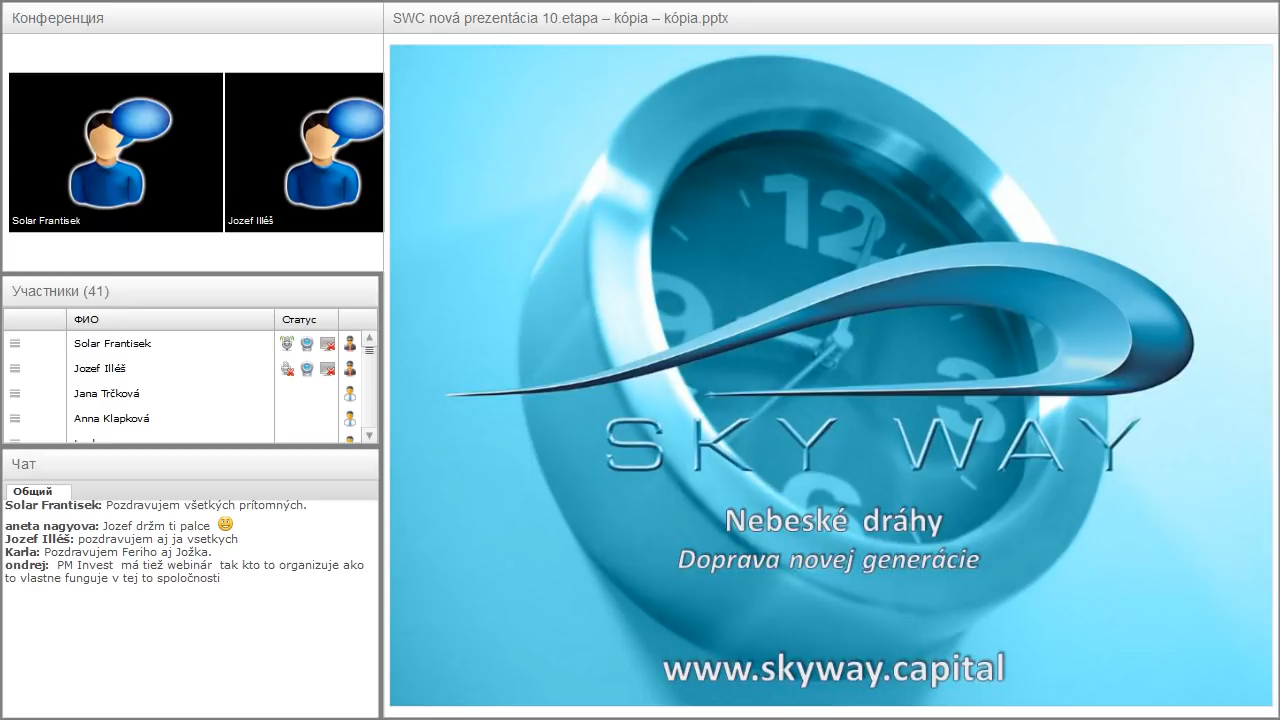 Конференция
Solar Frantisek
Jozef Illéš
Участники (41)
ФИО
Статус
Solar Frantisek
Jozef Illéš
Jana Trčková
Anna Klapková
Чат
Общий
Solar Frantisek: Pozdravujem všetkých prítomných.
aneta nagyova: Jozef držm ti palce
Jozef Illéš: pozdravujem aj ja vsetkych
Karla: Pozdravujem Feriho aj Jožka.
ondrej: PM Invest má tiež webinár tak kto to organizuje ako
to vlastne funguje v tej to spoločnosti
SWC nová prezentácia 10.etapa – kópia – kópia.pptx
12
9
3
6
SKY WAY
Nebeské dráhy
Doprava novej generácie
www.skyway.capital